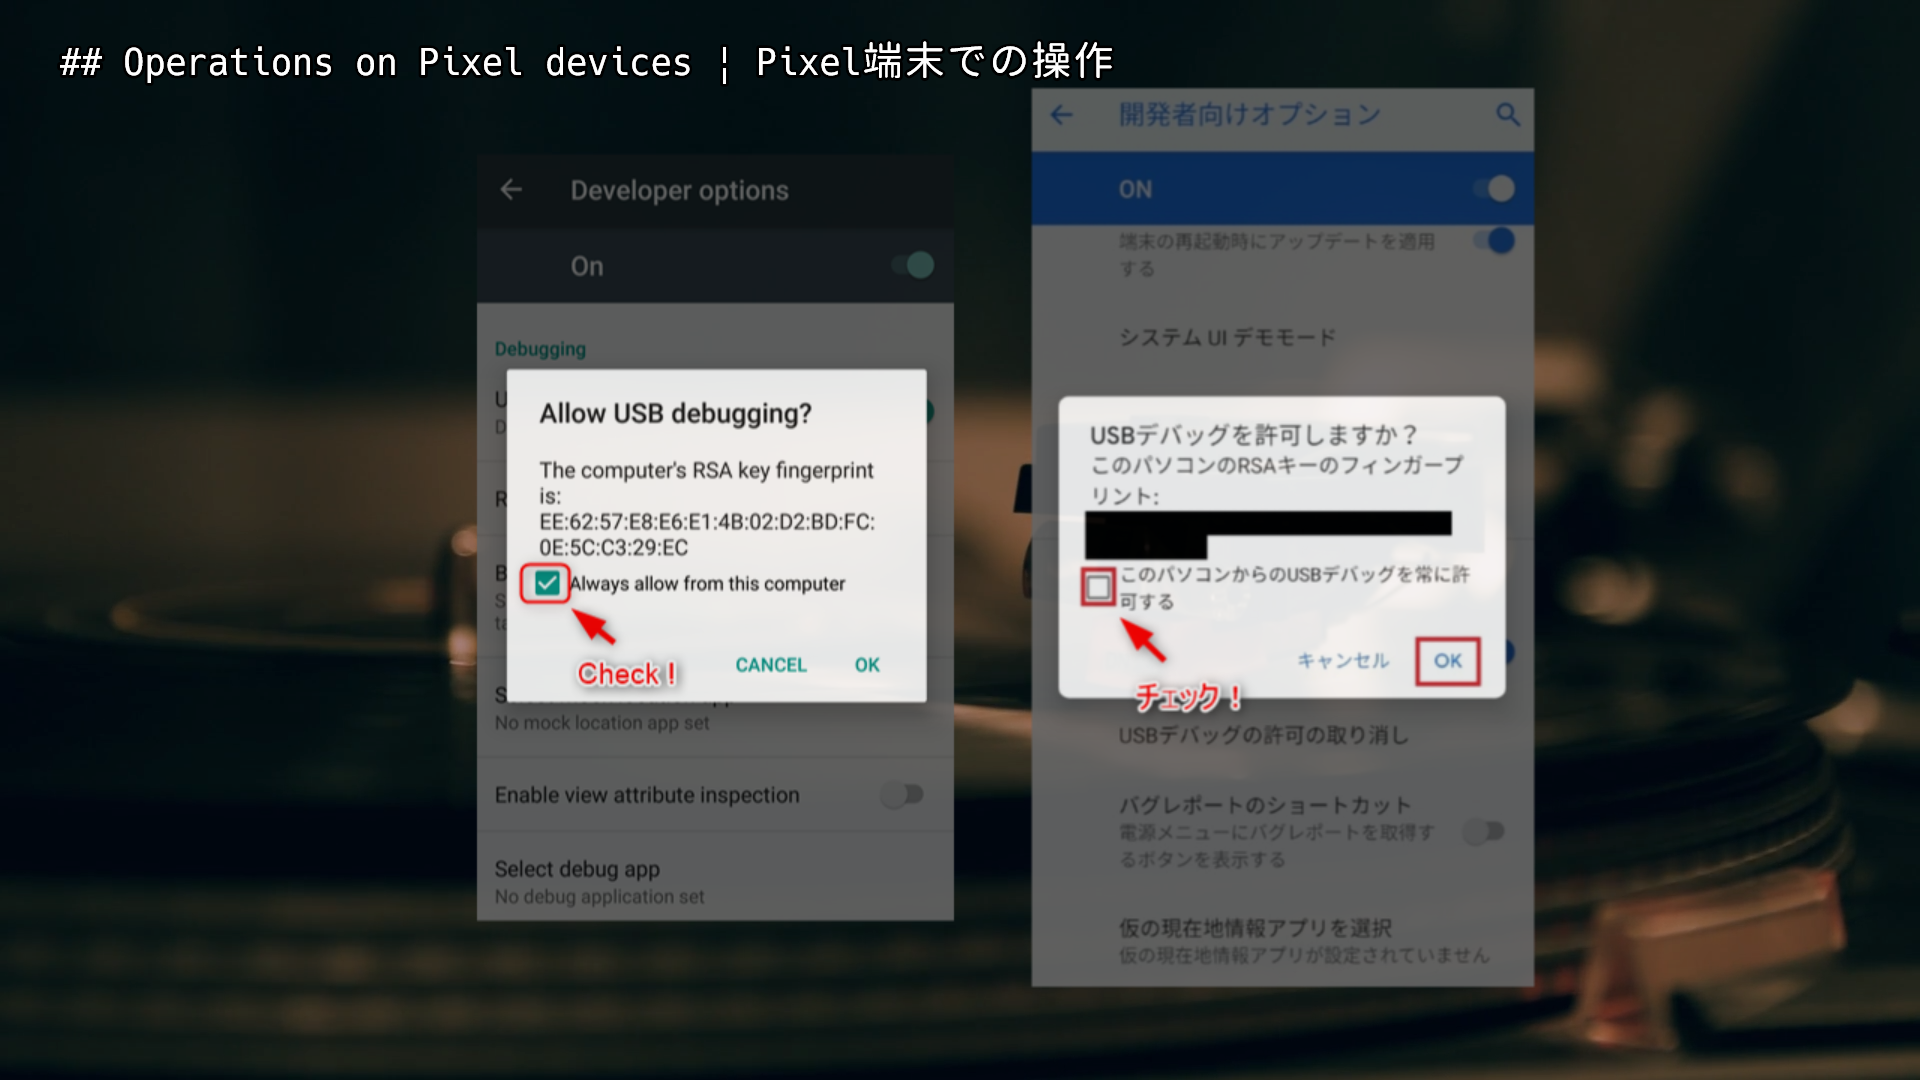 ## Operations on Pixel devices ¦ Pixel端末での操作
Developer options
On
Debugging
U
D
R
B
S
to
Allow USB debugging?
The computer's RSA key fingerprint
is:
EE:62:57:E8:E6:E1:4B:02:D2:BD:FC:
0E:5C:C3:29:EC
Always allow from this computer
Check !
CANCEL
OK
No mock location app set
Enable view attribute inspection
Select debug app
No debug application set
開発者向けオプション
ON
端末の再起動時にアップデートを適用
する
システム UI デモモード
USBデバッグを許可しますか？
このパソコンのRSAキーのフィンガープ
リント:
このパソコンからのUSBデバッグを常に許
可する
キャンセル
OK
チェック！
USBデバッグの許可の取り消し
バグレポートのショートカット
電源メニューにバグレポートを取得す
るボタンを表示する
仮の現在地情報アプリを選択
仮の現在地情報アプリが設定されていません